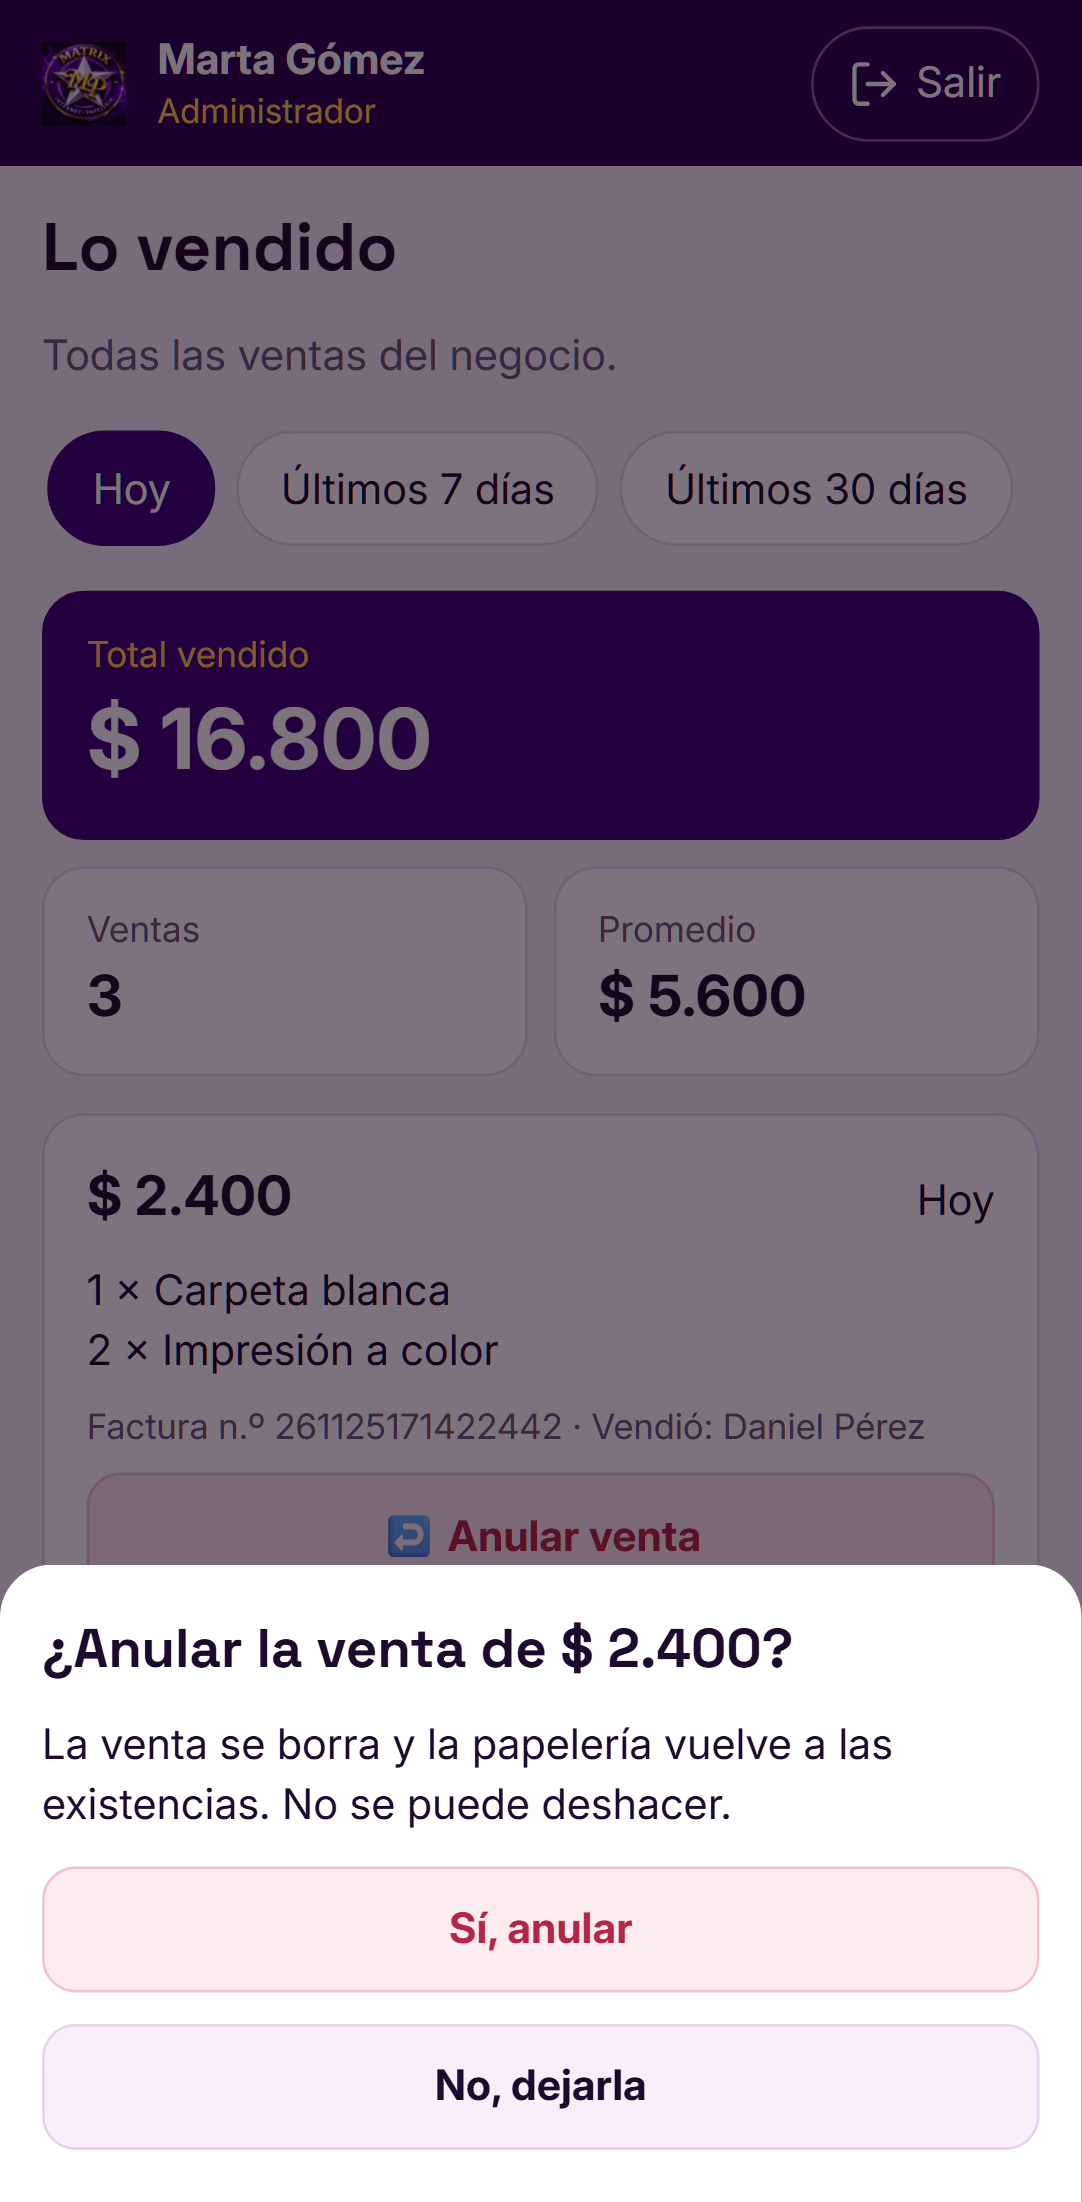 MATRIX
MP
Marta Gómez
Administrador
Salir
Lo vendido
Todas las ventas del negocio.
Hoy
Últimos 7 días
Últimos 30 días
Total vendido
$ 16.800
Ventas
3
Promedio
$ 5.600
$ 2.400
Hoy
1 × Carpeta blanca
2 × Impresión a color
Factura n.º 261125171422442 · Vendió: Daniel Pérez
Anular venta
¿Anular la venta de $ 2.400?
La venta se borra y la papelería vuelve a las
existencias. No se puede deshacer.
Sí, anular
No, dejarla